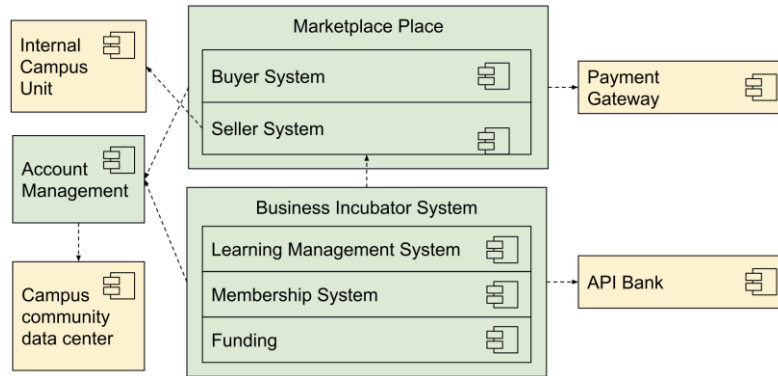 Marketplace Place
Internal
Campus
Unit
Buyer System
Seller System
Payment
Gateway
Account
Management
Business Incubator System
Learning Management System
Membership System
Funding
API Bank
Campus
community
data center